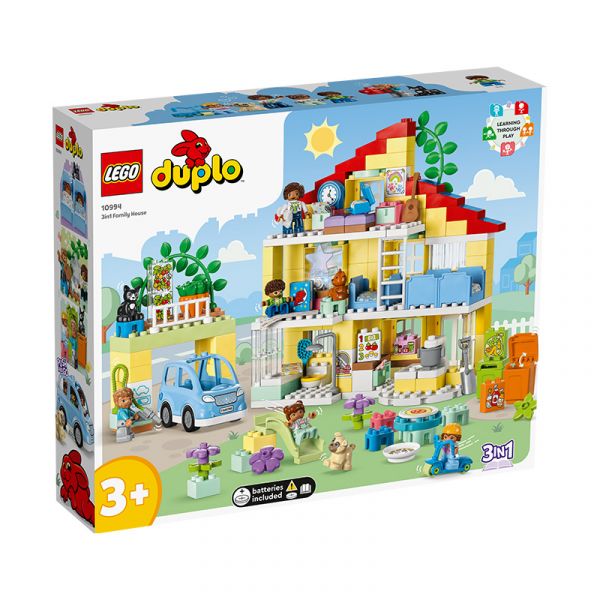 LEGO
duplo
10994
3in1 Family House
LEARNING
THROUGH
PLAY
3IN1
3+
batteries
included